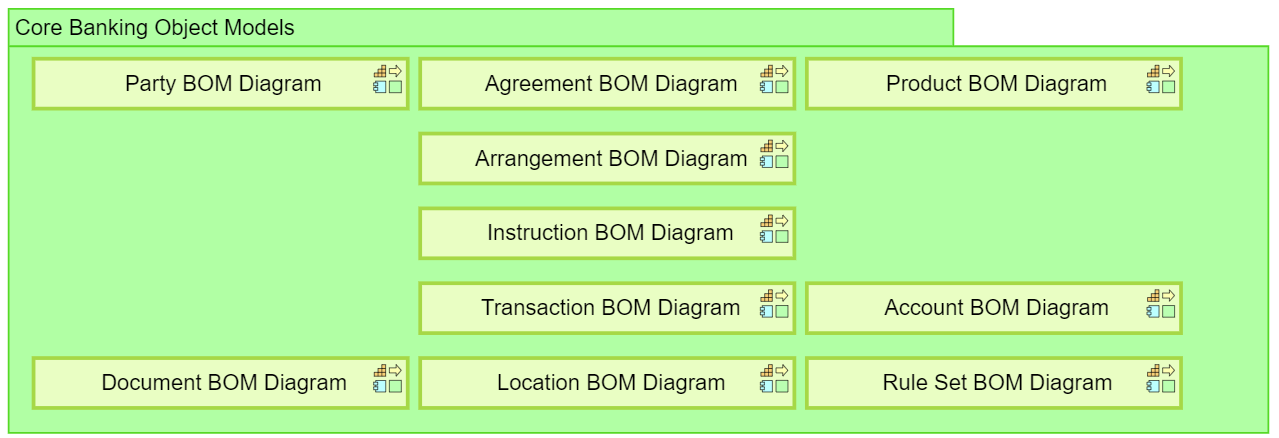 Core Banking Object Models
Party BOM Diagram
Agreement BOM Diagram
Product BOM Diagram
Arrangement BOM Diagram
Instruction BOM Diagram
Transaction BOM Diagram
Account BOM Diagram
Document BOM Diagram
Location BOM Diagram
Rule Set BOM Diagram